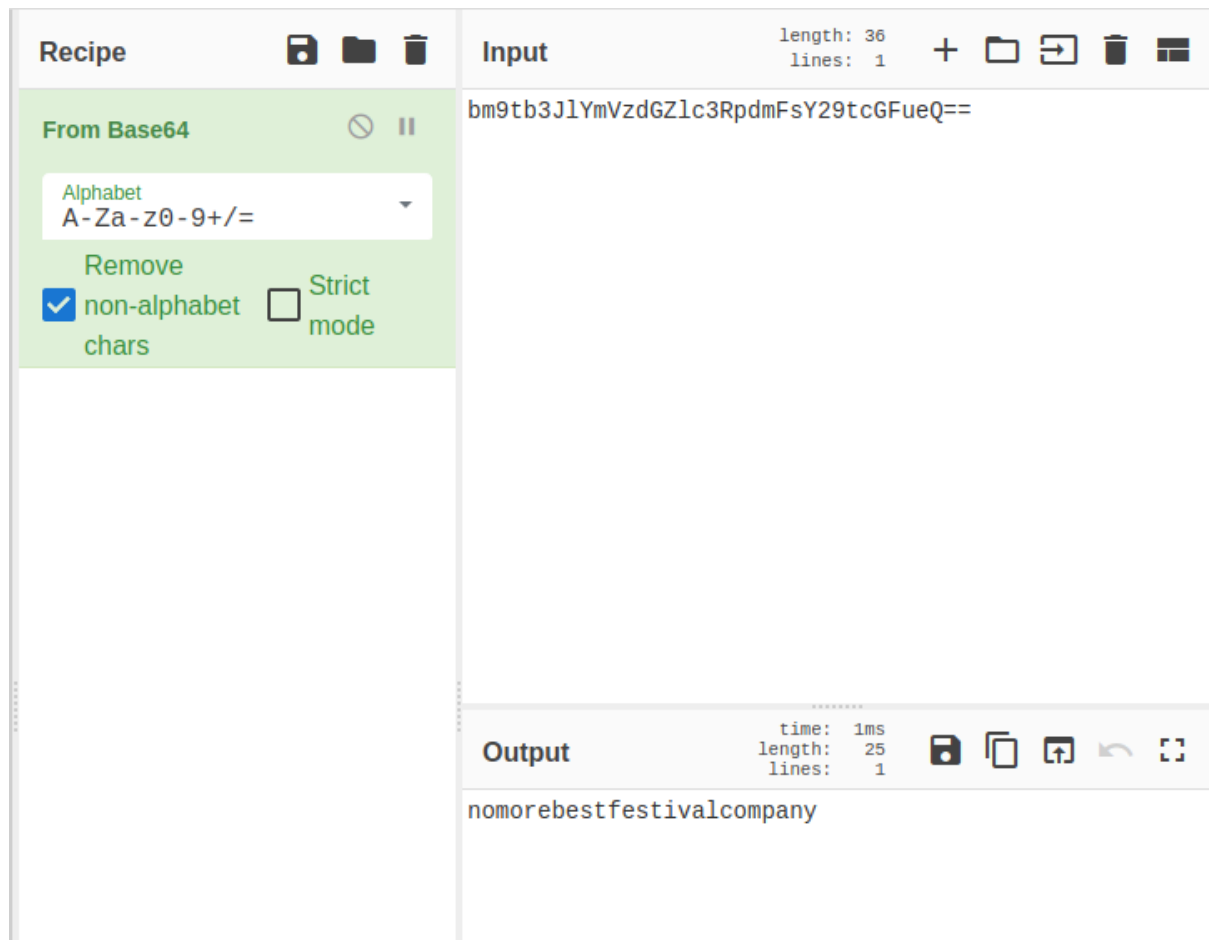 Recipe
From Base64
Alphabet
A-Za-z0-9+/=
Remove
non-alphabet
chars
Strict
mode
Input
length: 36
lines: 1
bm9tb3JlYmVzdGZlc3RpdmFsY29tcGFueQ==
Output
time: 1ms
length: 25
lines: 1
nomorebestfestivalcompany